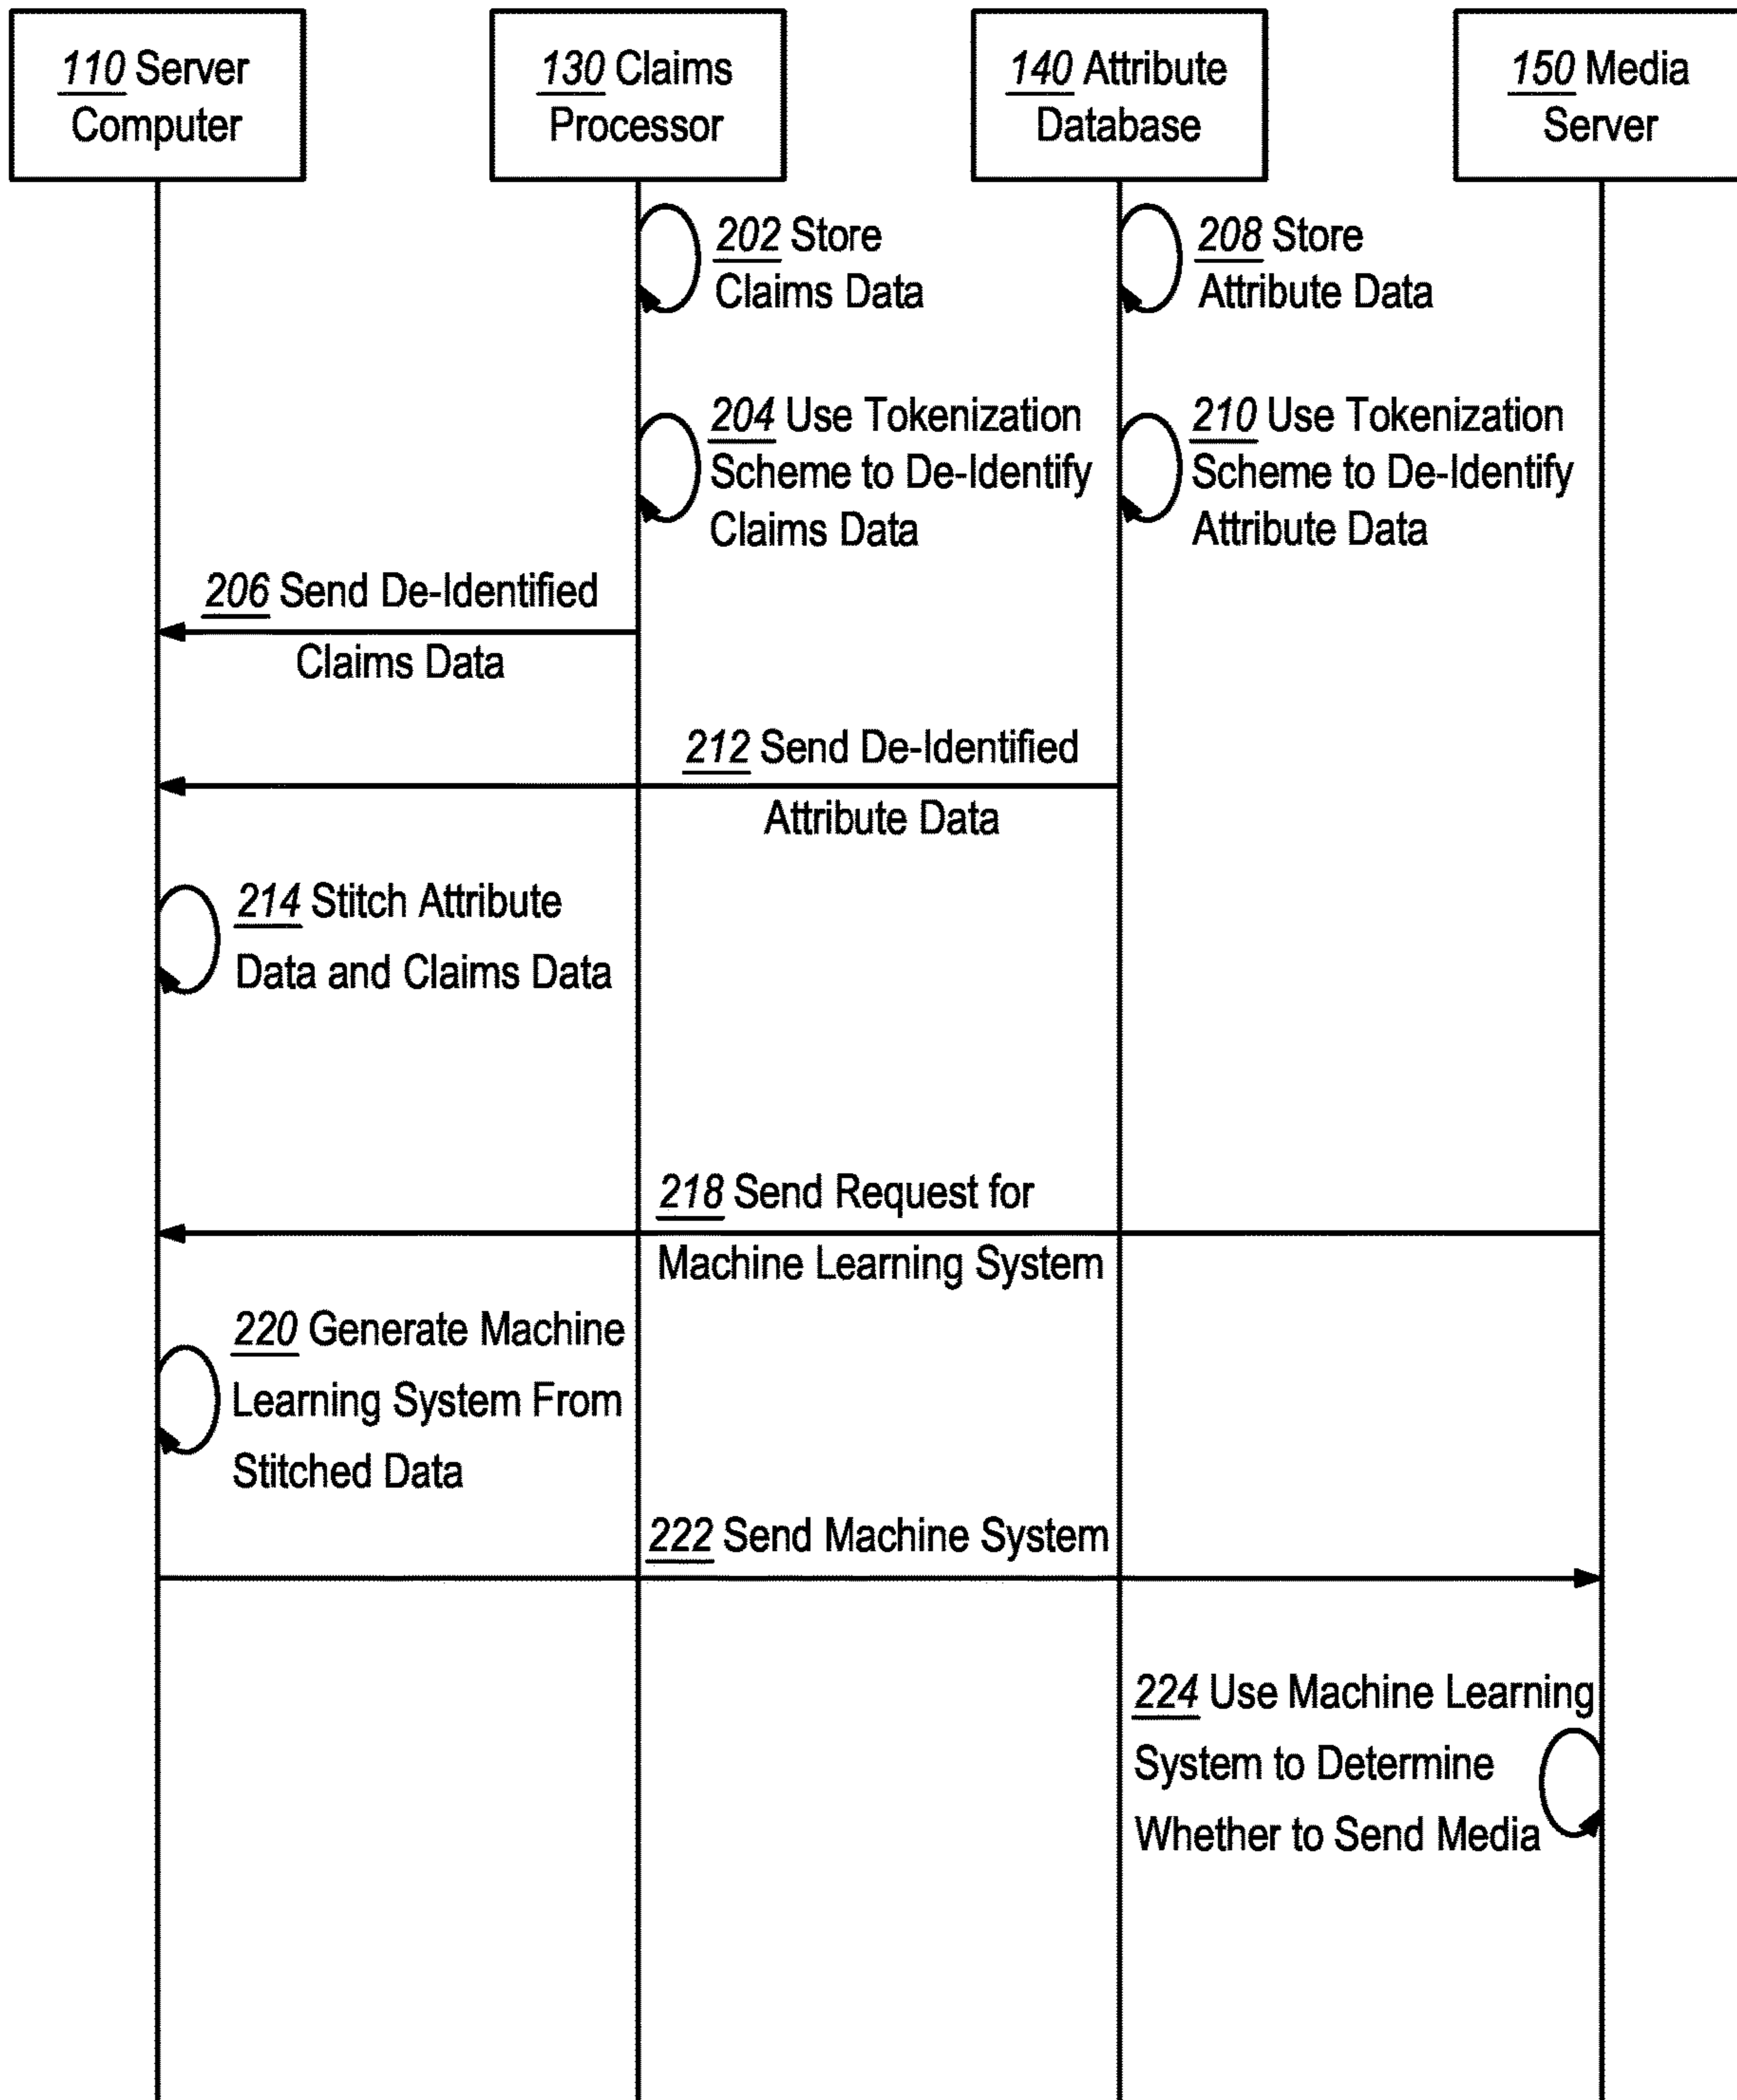 110 Server
Computer
130 Claims
Processor
140 Attribute
Database
150 Media
Server
202 Store
Claims Data
208 Store
Attribute Data
204 Use Tokenization
Scheme to De-Identify
Claims Data
210 Use Tokenization
Scheme to De-Identify
Attribute Data
206 Send De-Identified
Claims Data
212 Send De-Identified
Attribute Data
214 Stitch Attribute
Data and Claims Data
218 Send Request for
Machine Learning System
220 Generate Machine
Learning System From
Stitched Data
222 Send Machine System
224 Use Machine Learning
System to Determine
Whether to Send Media